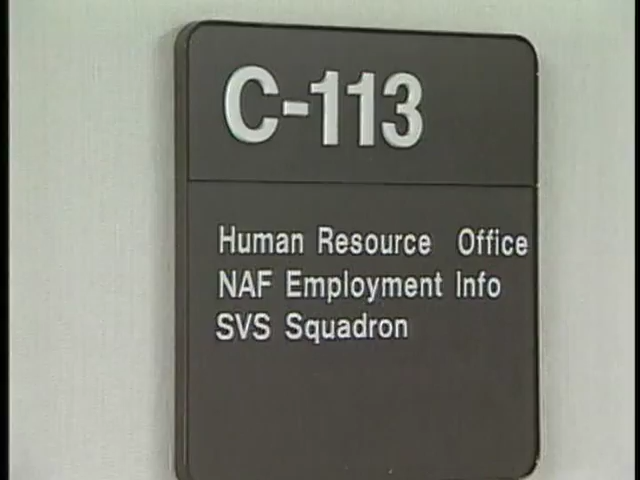 C-113
Human Resource Office
NAF Employment Info
SVS Squadron